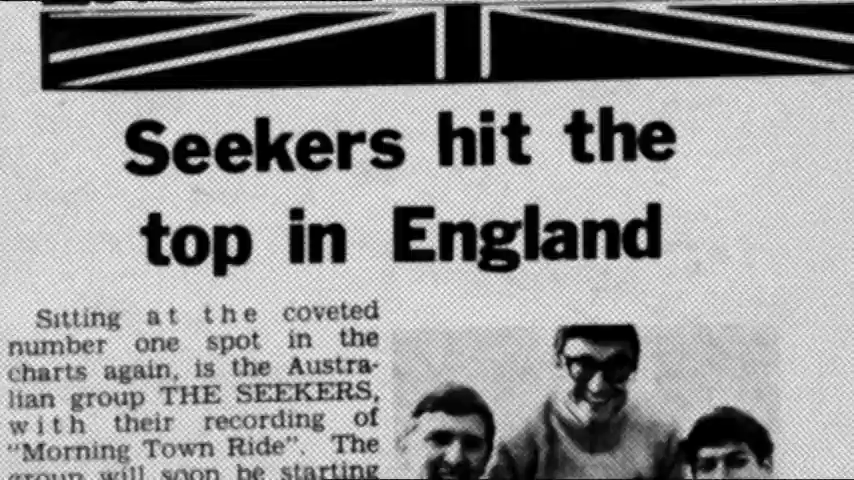 Seekers hit the
top in England
Sitting at the coveted
number one spot in the
charts again, is the Austra-
lian group THE SEEKERS,
with their recording of
"Morning Town Ride". The
group will soon be starting